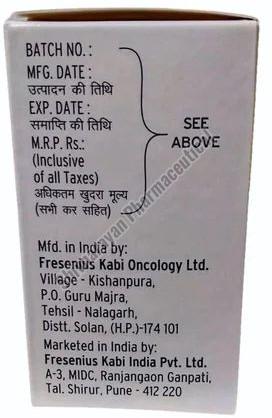 BATCH NO. :
MFG. DATE :
उत्पादन की तिथि
EXP. DATE :
समाप्ति की तिथि
M.R.P. Rs.:
(Inclusive
of all Taxes)
अधिकतम खुदरा मूल्य
(सभी कर सहित)
SEE
ABOVE
Mfd. in India by:
Fresenius Kabi Oncology Ltd.
Village - Kishanpura,
P.O. Guru Majra,
Tehsil - Nalagarh,
Distt. Solan, (H.P.)-174 101
Marketed in India by:
Fresenius Kabi India Pvt. Ltd.
A-3, MIDC, Ranjangaon Ganpati,
Tal. Shirur, Pune - 412 220